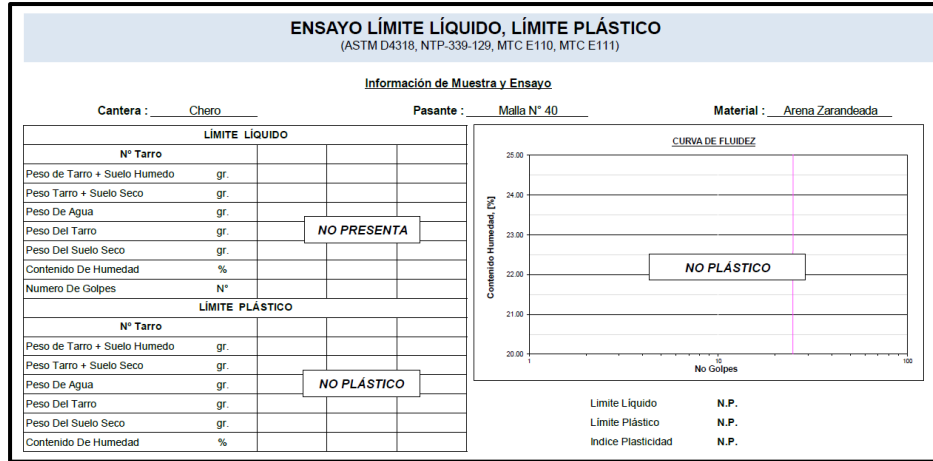 ENSAYO LÍMITE LÍQUIDO, LÍMITE PLÁSTICO
(ASTM D4318, NTP-339-129, MTC E110, MTC E111)
Información de Muestra y Ensayo
Cantera : Chero Pasante : Malla N° 40 Material : Arena Zarandeada
LÍMITE LÍQUIDO
Nº Tarro
Peso de Tarro + Suelo Humedo gr.
Peso Tarro + Suelo Seco gr.
Peso De Agua gr.
Peso Del Tarro gr.
NO PRESENTA
Peso Del Suelo Seco gr.
Contenido De Humedad %
Numero De Golpes N°
LÍMITE PLÁSTICO
Nº Tarro
Peso de Tarro + Suelo Humedo gr.
Peso Tarro + Suelo Seco gr.
Peso De Agua gr.
NO PLÁSTICO
Peso Del Tarro gr.
Peso Del Suelo Seco gr.
Contenido De Humedad %
CURVA DE FLUIDEZ
Contenido Humedad, [%]
25.00
24.00
23.00
22.00
21.00
20.00
NO PLÁSTICO
1 10 100
No Golpes
Limite Líquido N.P.
Límite Plástico N.P.
Indice Plasticidad N.P.